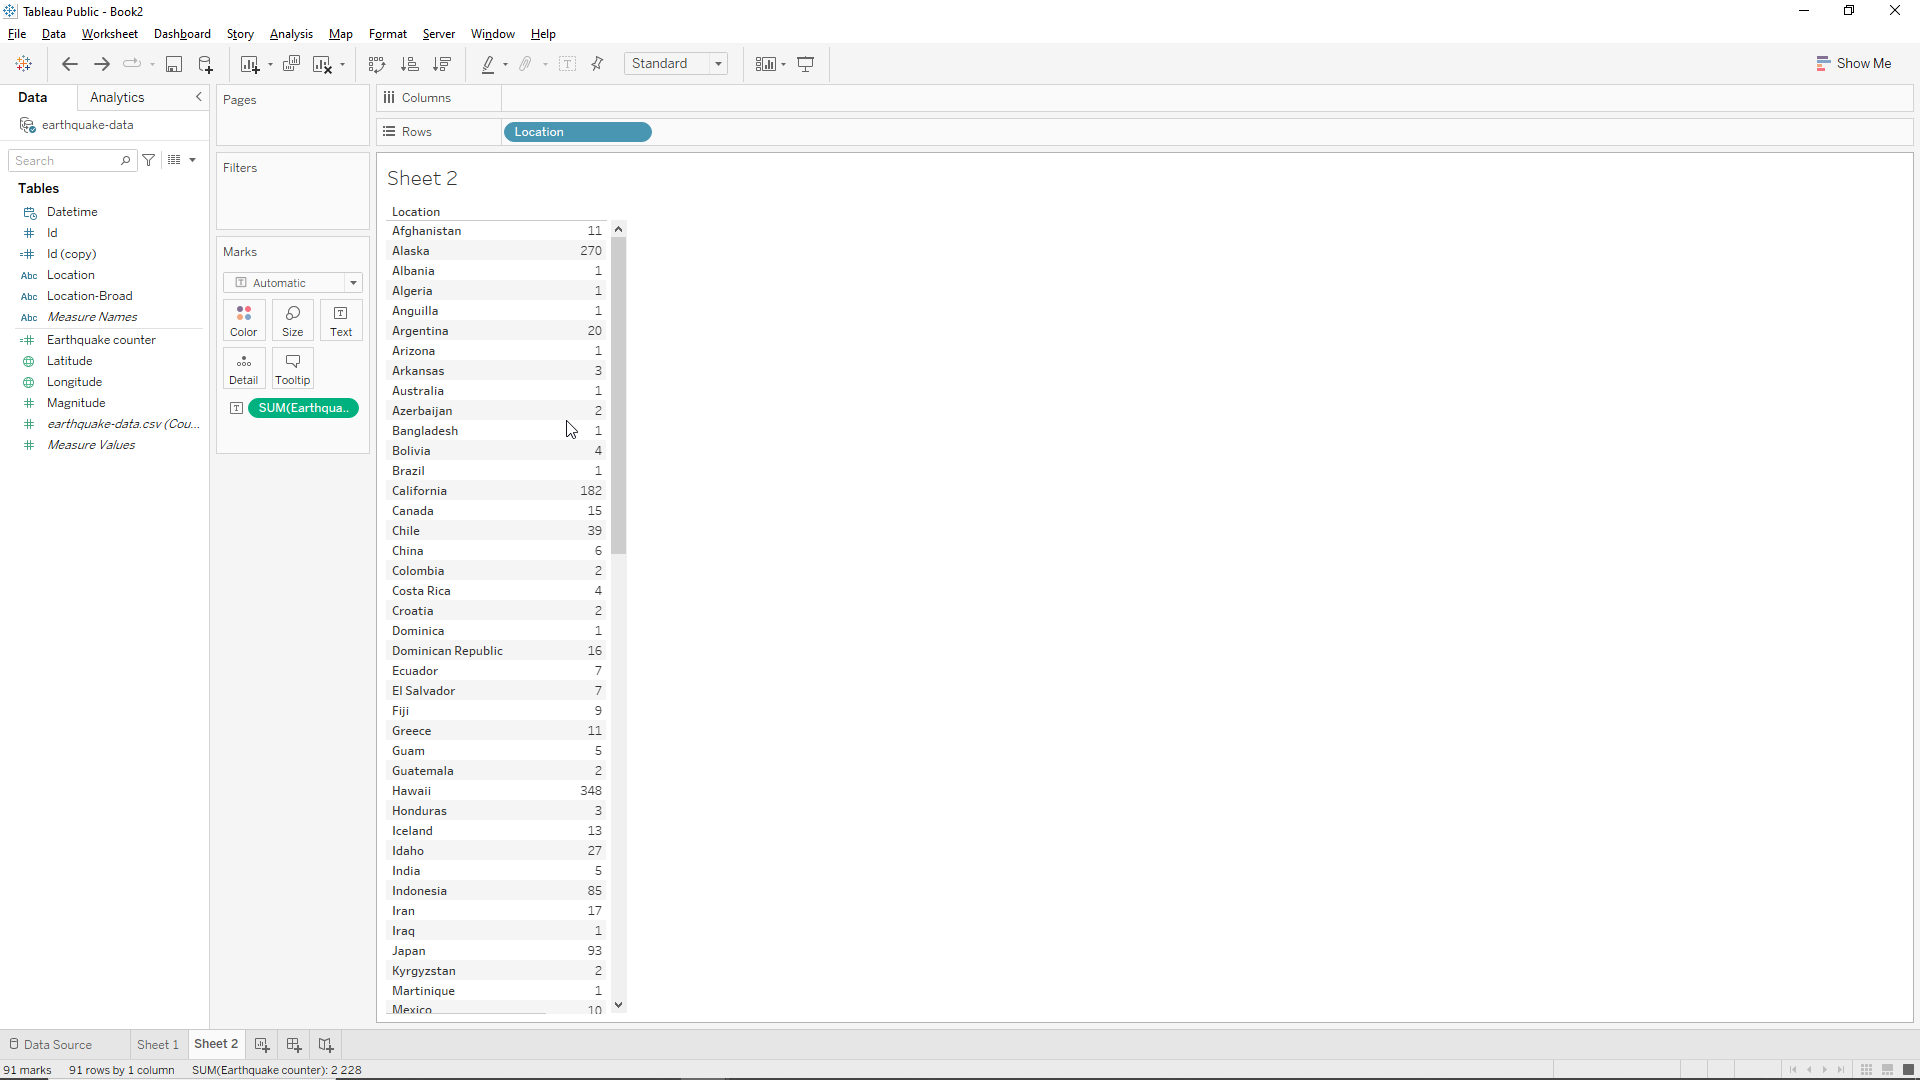 Tableau Public - Book2
File Data Worksheet Dashboard Story Analysis Map Format Server Window Help
Standard
Show Me
Data Analytics
earthquake-data
Search
Tables
Datetime
Id
Id (copy)
Abc Location
Abc Location-Broad
Abc Measure Names
Earthquake counter
Latitude
Longitude
Magnitude
earthquake-data.csv (Cou...
Measure Values
Pages
Filters
Marks
Automatic
Color Size Text
Detail Tooltip
SUM(Earthqua..
Columns
Rows Location
Sheet 2
Location
Afghanistan 11
Alaska 270
Albania 1
Algeria 1
Anguilla 1
Argentina 20
Arizona 1
Arkansas 3
Australia 1
Azerbaijan 2
Bangladesh 1
Bolivia 4
Brazil 1
California 182
Canada 15
Chile 39
China 6
Colombia 2
Costa Rica 4
Croatia 2
Dominica 1
Dominican Republic 16
Ecuador 7
El Salvador 7
Fiji 9
Greece 11
Guam 5
Guatemala 2
Hawaii 348
Honduras 3
Iceland 13
Idaho 27
India 5
Indonesia 85
Iran 17
Iraq 1
Japan 93
Kyrgyzstan 2
Martinique 1
Mexico 10
Data Source Sheet 1 Sheet 2
91 marks 91 rows by 1 column SUM(Earthquake counter): 2 228